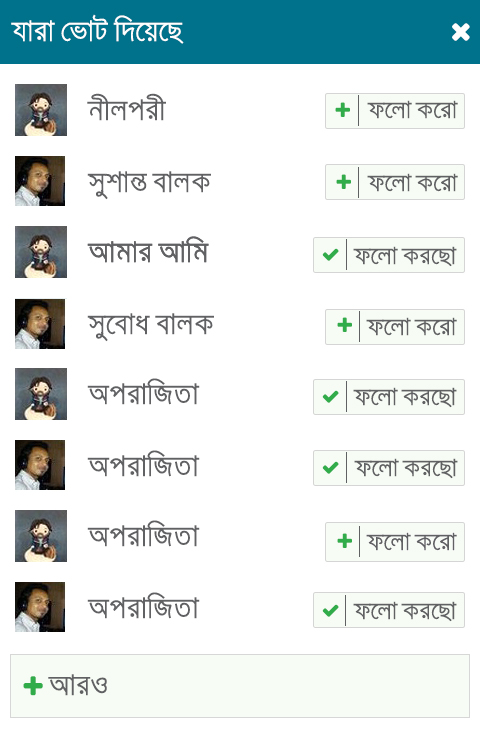 যারা ভোট দিয়েছে
নীলপরী ফলো করো
সুশান্ত বালক ফলো করো
আমার আমি ফলো করছো
সুবোধ বালক ফলো করো
অপরাজিতা ফলো করছো
অপরাজিতা ফলো করছো
অপরাজিতা ফলো করো
অপরাজিতা ফলো করছো
আরও